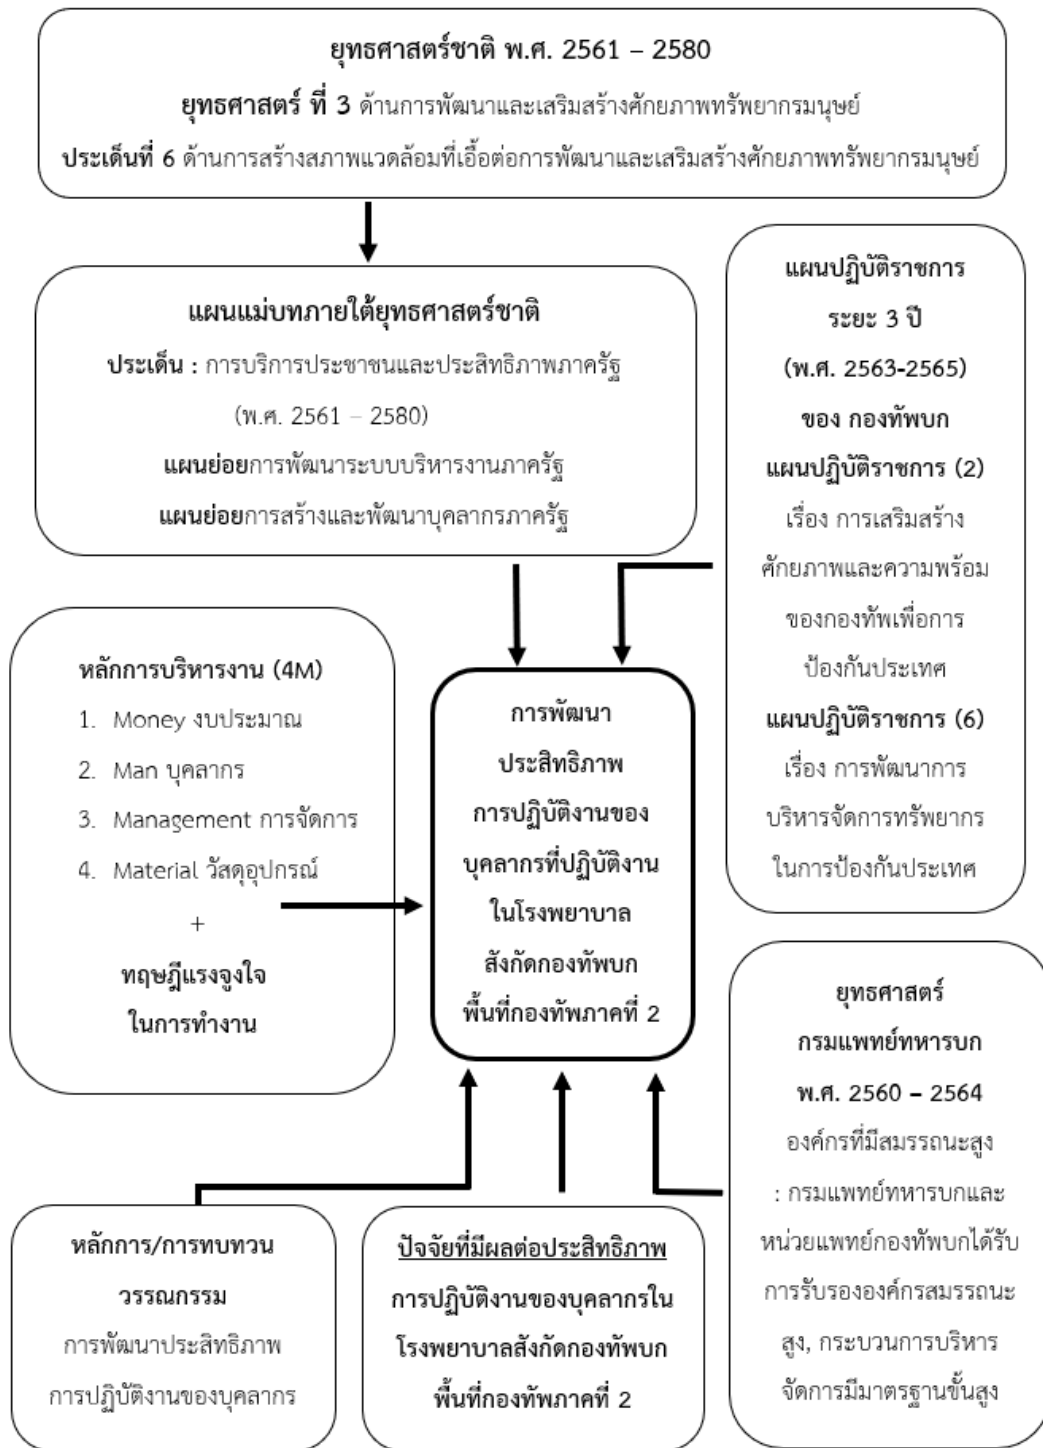 ยุทธศาสตร์ชาติ พ.ศ. 2561 – 2580
ยุทธศาสตร์ ที่ 3 ด้านการพัฒนาและเสริมสร้างศักยภาพทรัพยากรมนุษย์
ประเด็นที่ 6 ด้านการสร้างสภาพแวดล้อมที่เอื้อต่อการพัฒนาและเสริมสร้างศักยภาพทรัพยากรมนุษย์
แผนแม่บทภายใต้ยุทธศาสตร์ชาติ
ประเด็น : การบริการประชาชนและประสิทธิภาพภาครัฐ
(พ.ศ. 2561 – 2580)
แผนย่อยการพัฒนาระบบบริหารงานภาครัฐ
แผนย่อยการสร้างและพัฒนาบุคลากรภาครัฐ
แผนปฏิบัติราชการ
ระยะ 3 ปี
(พ.ศ. 2563-2565)
ของ กองทัพบก
แผนปฏิบัติราชการ (2)
เรื่อง การเสริมสร้าง
ศักยภาพและความพร้อม
ของกองทัพเพื่อการ
ป้องกันประเทศ
แผนปฏิบัติราชการ (6)
เรื่อง การพัฒนาการ
บริหารจัดการทรัพยากร
ในการป้องกันประเทศ
หลักการบริหารงาน (4M)
1. Money งบประมาณ
2. Man บุคลากร
3. Management การจัดการ
4. Material วัสดุอุปกรณ์
+
ทฤษฎีแรงจูงใจ
ในการทำงาน
การพัฒนา
ประสิทธิภาพ
การปฏิบัติงานของ
บุคลากรที่ปฏิบัติงาน
ในโรงพยาบาล
สังกัดกองทัพบก
พื้นที่กองทัพภาคที่ 2
ยุทธศาสตร์
กรมแพทย์ทหารบก
พ.ศ. 2560 – 2564
องค์กรที่มีสมรรถนะสูง
: กรมแพทย์ทหารบกและ
หน่วยแพทย์กองทัพบกได้รับ
การรับรององค์กรสมรรถนะ
สูง, กระบวนการบริหาร
จัดการมีมาตรฐานขั้นสูง
หลักการ/การทบทวน
วรรณกรรม
การพัฒนาประสิทธิภาพ
การปฏิบัติงานของบุคลากร
ปัจจัยที่มีผลต่อประสิทธิภาพ
การปฏิบัติงานของบุคลากรใน
โรงพยาบาลสังกัดกองทัพบก
พื้นที่กองทัพภาคที่ 2